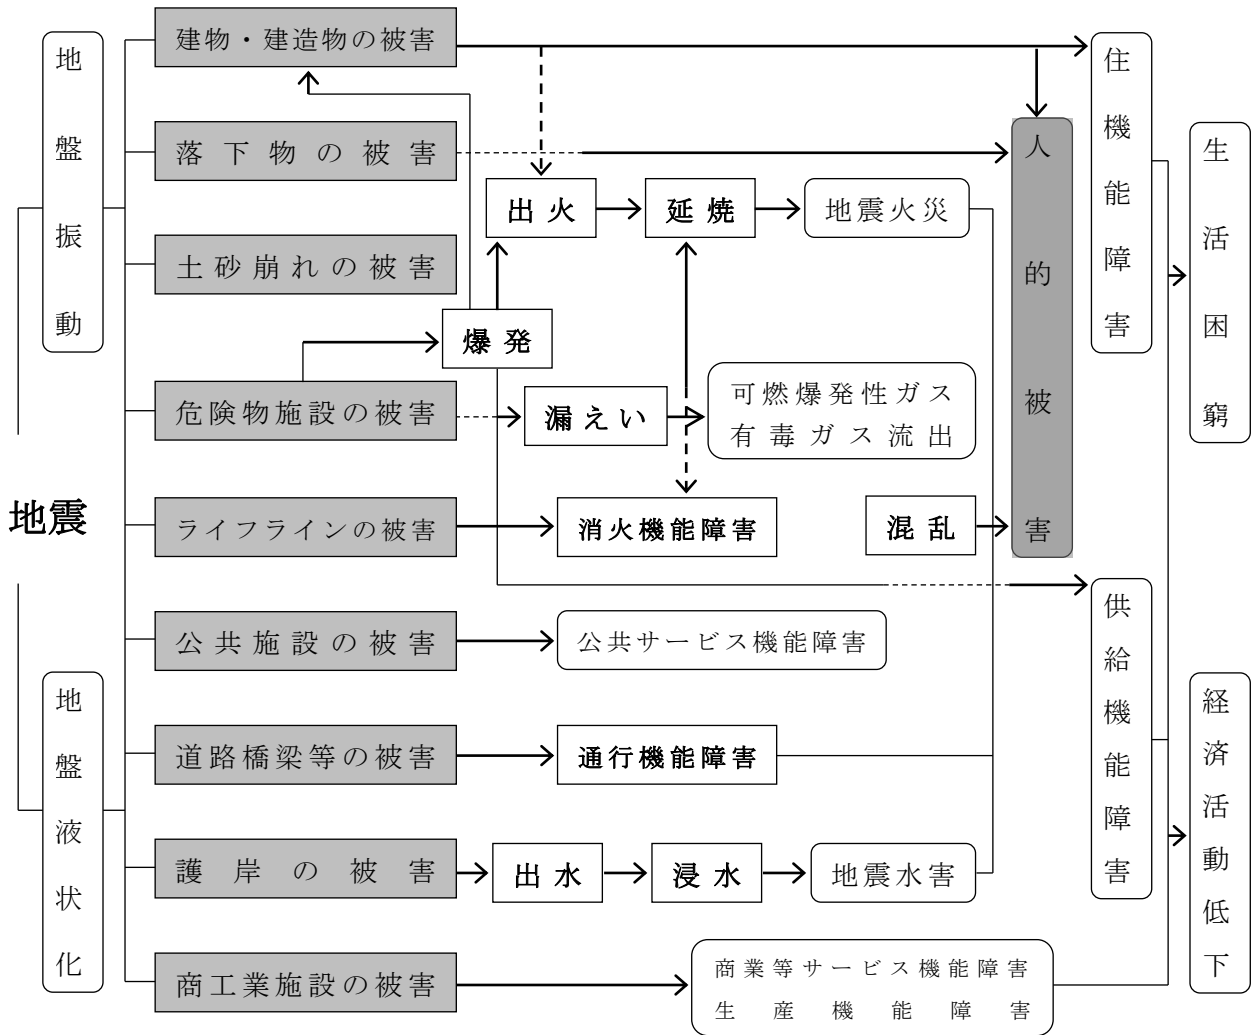 地震
地盤振動
地盤液状化
建物・建造物の被害
落下物の被害
土砂崩れの被害
危険物施設の被害
ライフラインの被害
公共施設の被害
道路橋梁等の被害
護岸の被害
商工業施設の被害
出火
延焼
地震火災
爆発
漏えい
可燃爆発性ガス
有毒ガス流出
消火機能障害
混乱
公共サービス機能障害
通行機能障害
出水
浸水
地震水害
商業等サービス機能障害
生産機能障害
人的被害
住機能障害
供給機能障害
生活困窮
経済活動低下